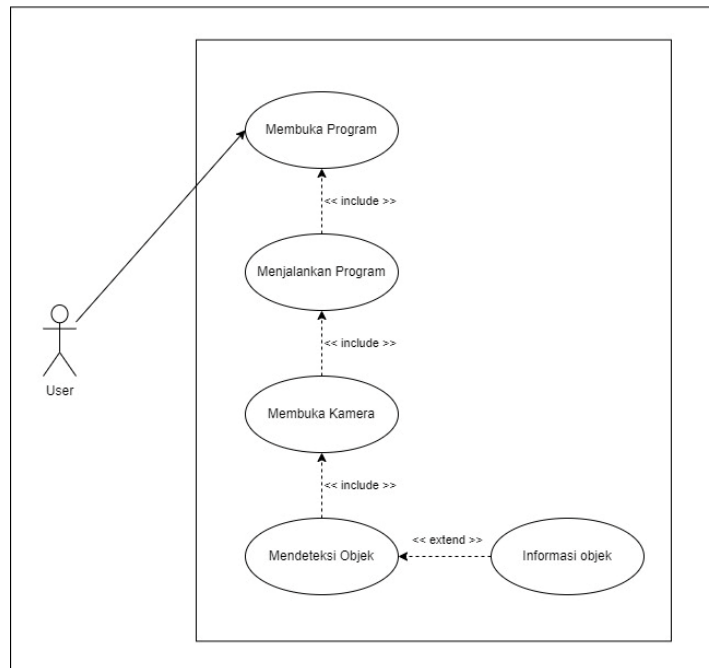 Membuka Program
<< include >>
Menjalankan Program
<< include >>
User
Membuka Kamera
<< include >>
Mendeteksi Objek
<< extend >>
Informasi objek